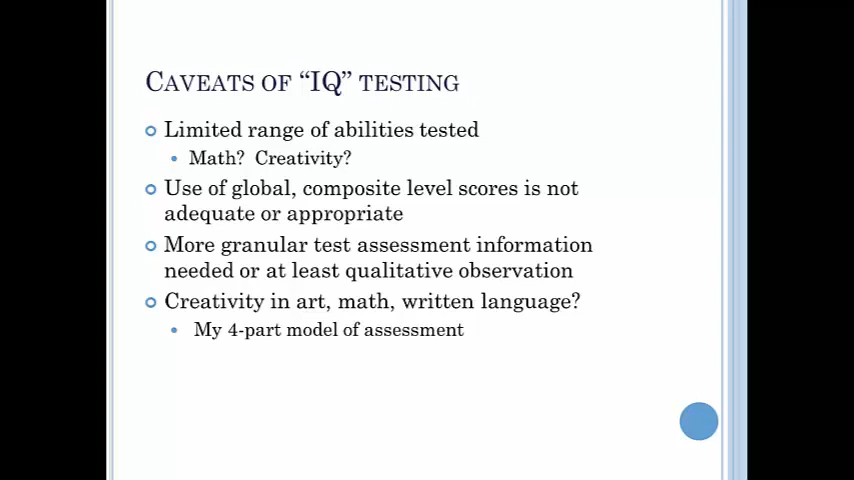 CAVEATS OF “IQ” TESTING
Limited range of abilities tested
Math? Creativity?
Use of global, composite level scores is not
adequate or appropriate
More granular test assessment information
needed or at least qualitative observation
Creativity in art, math, written language?
My 4-part model of assessment